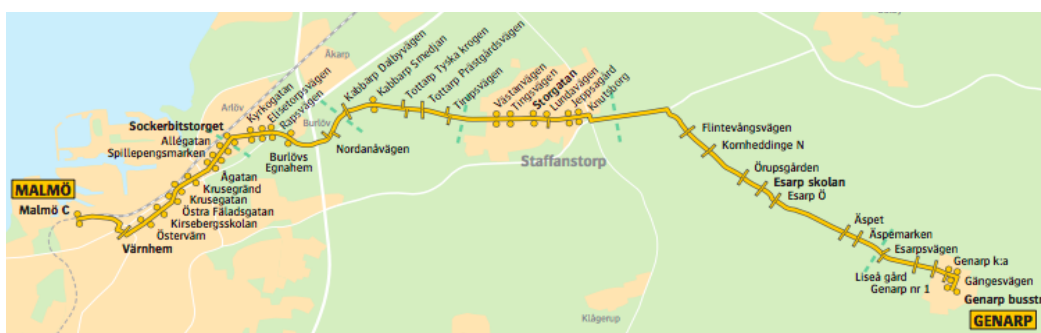 MALMÖ
Malmö C
Värnhem
Östervärn
Kirsebergsskolan
Östra Fäladsgatan
Krusegatan
Krusegränd
Ågatan
Spillepengsmarken
Allégatan
Sockerbitstorget
Arlöv
Kyrkogatan
Elisetorpsvägen
Rapsvägen
Burlövs
Egnahem
Burlöv
Åkarp
Nordanåvägen
Kabbarp Dalbyvägen
Kabbarp Smedjan
Tottarp Tyska krogen
Tottarp Prästgårdsvägen
Tirupsvägen
Västanvägen
Tingsvägen
Storgatan
Lundavägen
Jeppsagård
Knutsborg
Staffanstorp
Flintevångsvägen
Kornheddinge N
Örupsgården
Esarp skolan
Esarp Ö
Äspet
Äspemarken
Esarpsvägen
Liseå gård
Genarp nr 1
Genarp k:a
Gängesvägen
Genarp busstr
GENARP
Klågerup